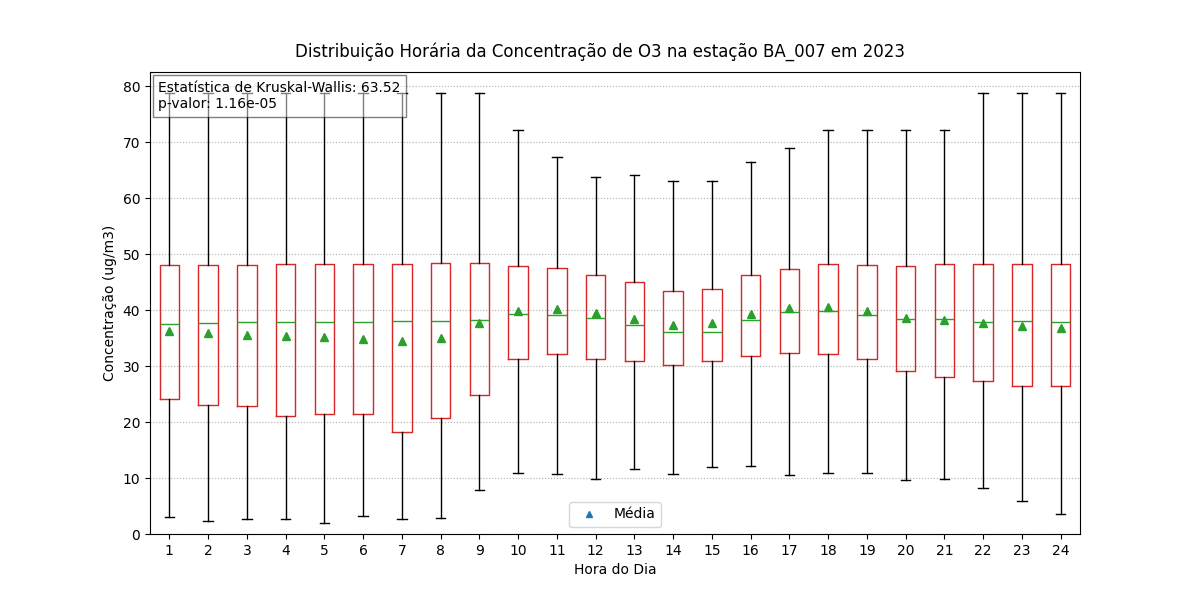 Distribuição Horária da Concentração de O3 na estação BA_007 em 2023
Estatística de Kruskal-Wallis: 63.52
p-valor: 1.16e-05
Concentração (ug/m3)
80
70
60
50
40
30
20
10
0
Média
1 2 3 4 5 6 7 8 9 10 11 12 13 14 15 16 17 18 19 20 21 22 23 24
Hora do Dia